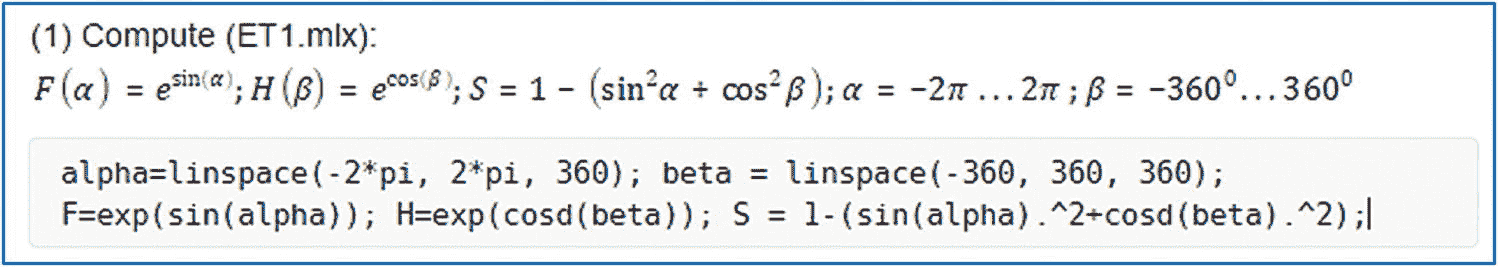 (1) Compute (ET1.mlx):
F(α) = e^sin(α); H(β) = e^cos(β); S = 1 − (sin²α + cos²β); α = −2π …2π ; β = −360⁰…360⁰
alpha=linspace(-2*pi, 2*pi, 360); beta = linspace(-360, 360, 360);
F=exp(sin(alpha)); H=exp(cosd(beta)); S = 1-(sin(alpha).^2+cosd(beta).^2);